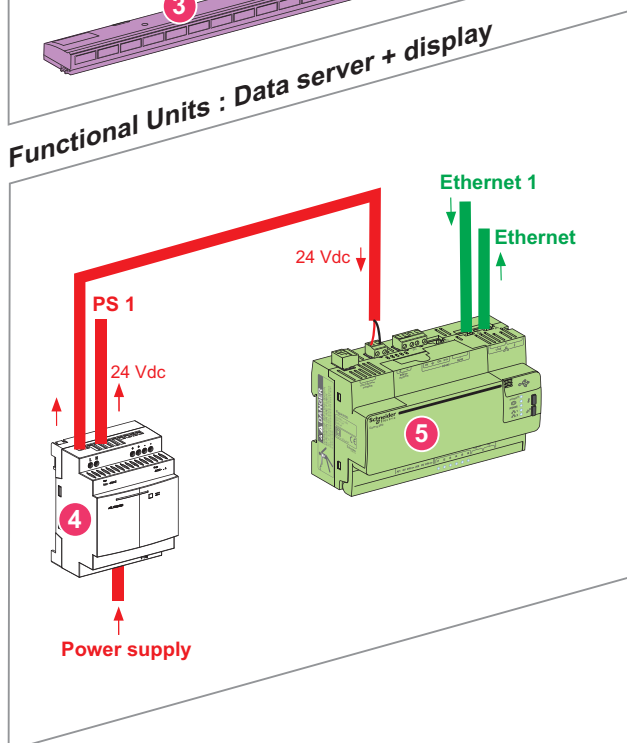 3
Functional Units : Data server + display
Ethernet 1
Ethernet
24 Vdc
PS 1
24 Vdc
Schneider
5
4
Power supply